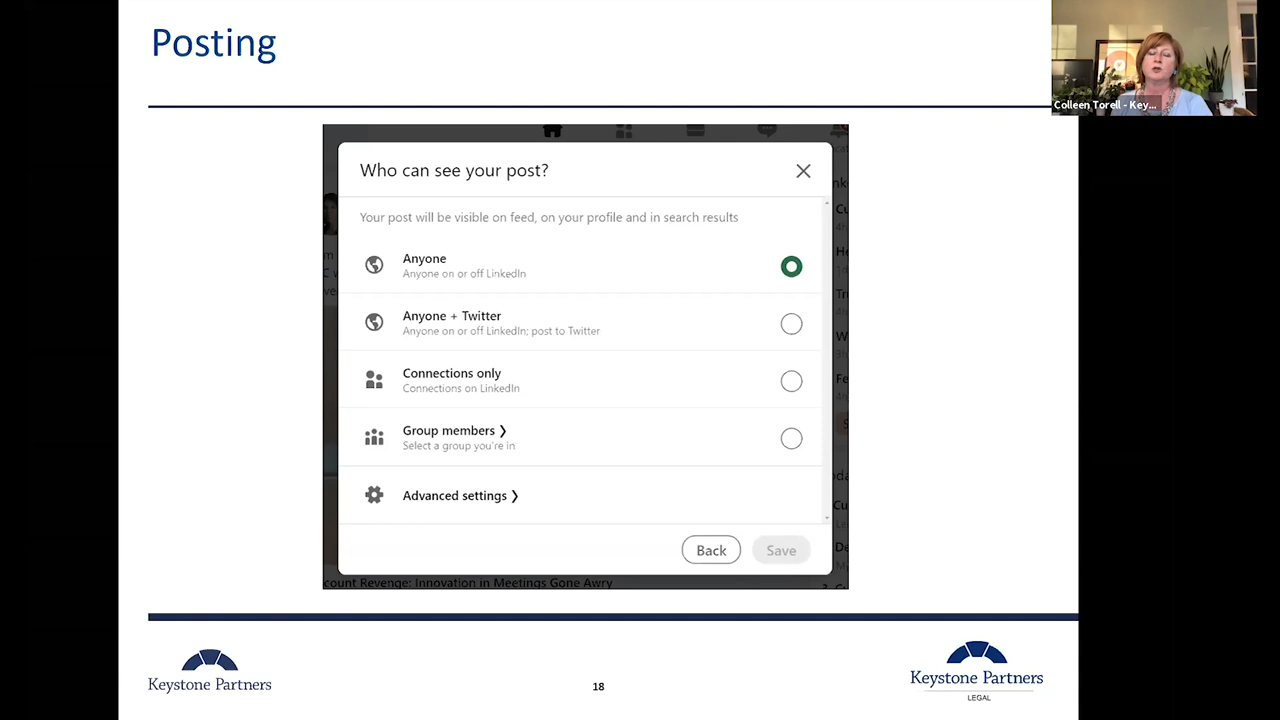 Posting
Colleen Torell - Key...
Who can see your post?
Your post will be visible on feed, on your profile and in search results
Anyone
Anyone on or off LinkedIn
Anyone + Twitter
Anyone on or off LinkedIn; post to Twitter
Connections only
Connections on LinkedIn
Group members ❯
Select a group you're in
Advanced settings ❯
Back
Save
count Revenge: Innovation in Meetings Gone Awry
Keystone Partners
18
Keystone Partners
LEGAL